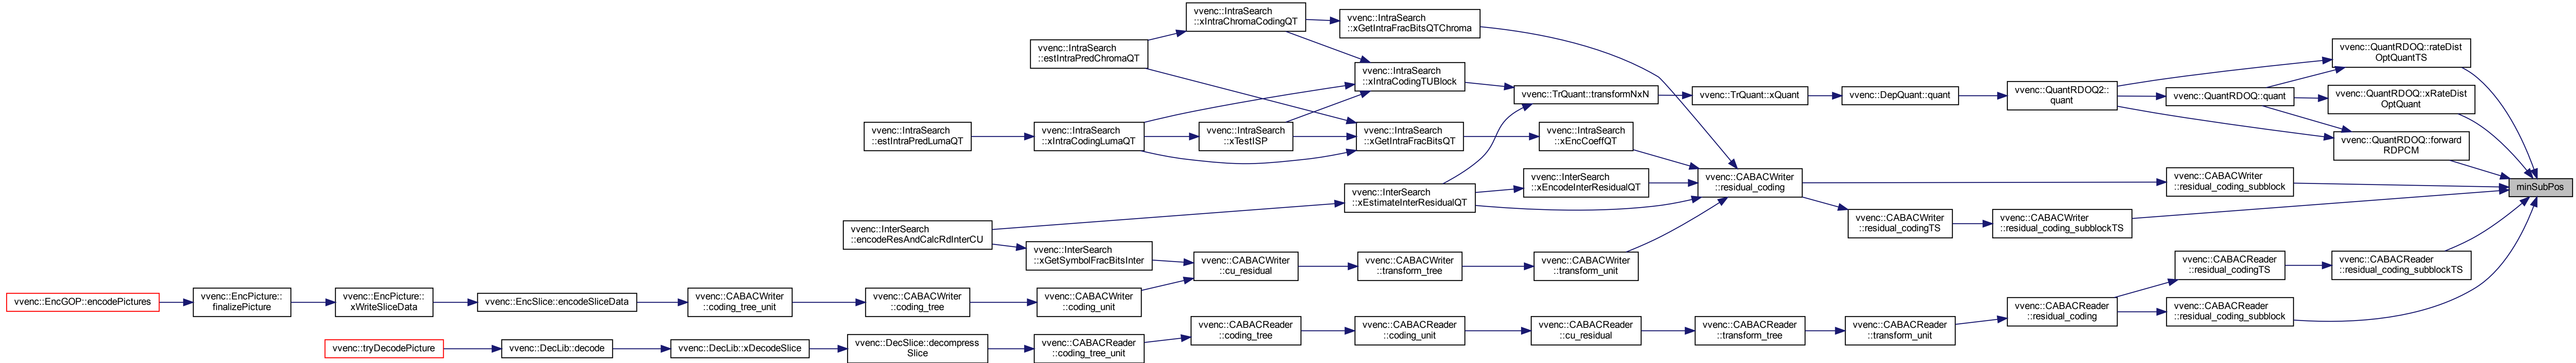 vvenc::IntraSearch
::xIntraChromaCodingQT
vvenc::IntraSearch
::xGetIntraFracBitsQTChroma
vvenc::IntraSearch
::estIntraPredChromaQT
vvenc::QuantRDOQ::rateDist
OptQuantTS
vvenc::IntraSearch
::xIntraCodingTUBlock
vvenc::TrQuant::transformNxN
vvenc::TrQuant::xQuant
vvenc::DepQuant::quant
vvenc::QuantRDOQ2::
quant
vvenc::QuantRDOQ::quant
vvenc::QuantRDOQ::xRateDist
OptQuant
vvenc::IntraSearch
::estIntraPredLumaQT
vvenc::IntraSearch
::xIntraCodingLumaQT
vvenc::IntraSearch
::xTestISP
vvenc::IntraSearch
::xGetIntraFracBitsQT
vvenc::IntraSearch
::xEncCoeffQT
vvenc::QuantRDOQ::forward
RDPCM
vvenc::InterSearch
::xEstimateInterResidualQT
vvenc::InterSearch
::xEncodeInterResidualQT
vvenc::CABACWriter
::residual_coding
vvenc::CABACWriter
::residual_coding_subblock
minSubPos
vvenc::CABACWriter
::residual_codingTS
vvenc::CABACWriter
::residual_coding_subblockTS
vvenc::InterSearch
::encodeResAndCalcRdInterCU
vvenc::InterSearch
::xGetSymbolFracBitsInter
vvenc::CABACWriter
::cu_residual
vvenc::CABACWriter
::transform_tree
vvenc::CABACWriter
::transform_unit
vvenc::CABACReader
::residual_codingTS
vvenc::CABACReader
::residual_coding_subblockTS
vvenc::EncGOP::encodePictures
vvenc::EncPicture::
finalizePicture
vvenc::EncPicture::
xWriteSliceData
vvenc::EncSlice::encodeSliceData
vvenc::CABACWriter
::coding_tree_unit
vvenc::CABACWriter
::coding_tree
vvenc::CABACWriter
::coding_unit
vvenc::CABACReader
::residual_coding
vvenc::CABACReader
::residual_coding_subblock
vvenc::tryDecodePicture
vvenc::DecLib::decode
vvenc::DecLib::xDecodeSlice
vvenc::DecSlice::decompress
Slice
vvenc::CABACReader
::coding_tree_unit
vvenc::CABACReader
::coding_tree
vvenc::CABACReader
::coding_unit
vvenc::CABACReader
::cu_residual
vvenc::CABACReader
::transform_tree
vvenc::CABACReader
::transform_unit